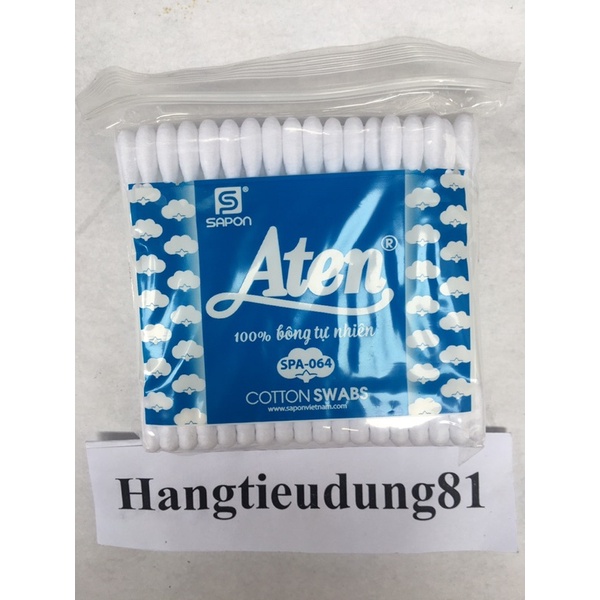 S®
SAPON
Aten®
100% bông tự nhiên
SPA-064
COTTON SWABS
www.saponvietnam.com
Hangtieudung81